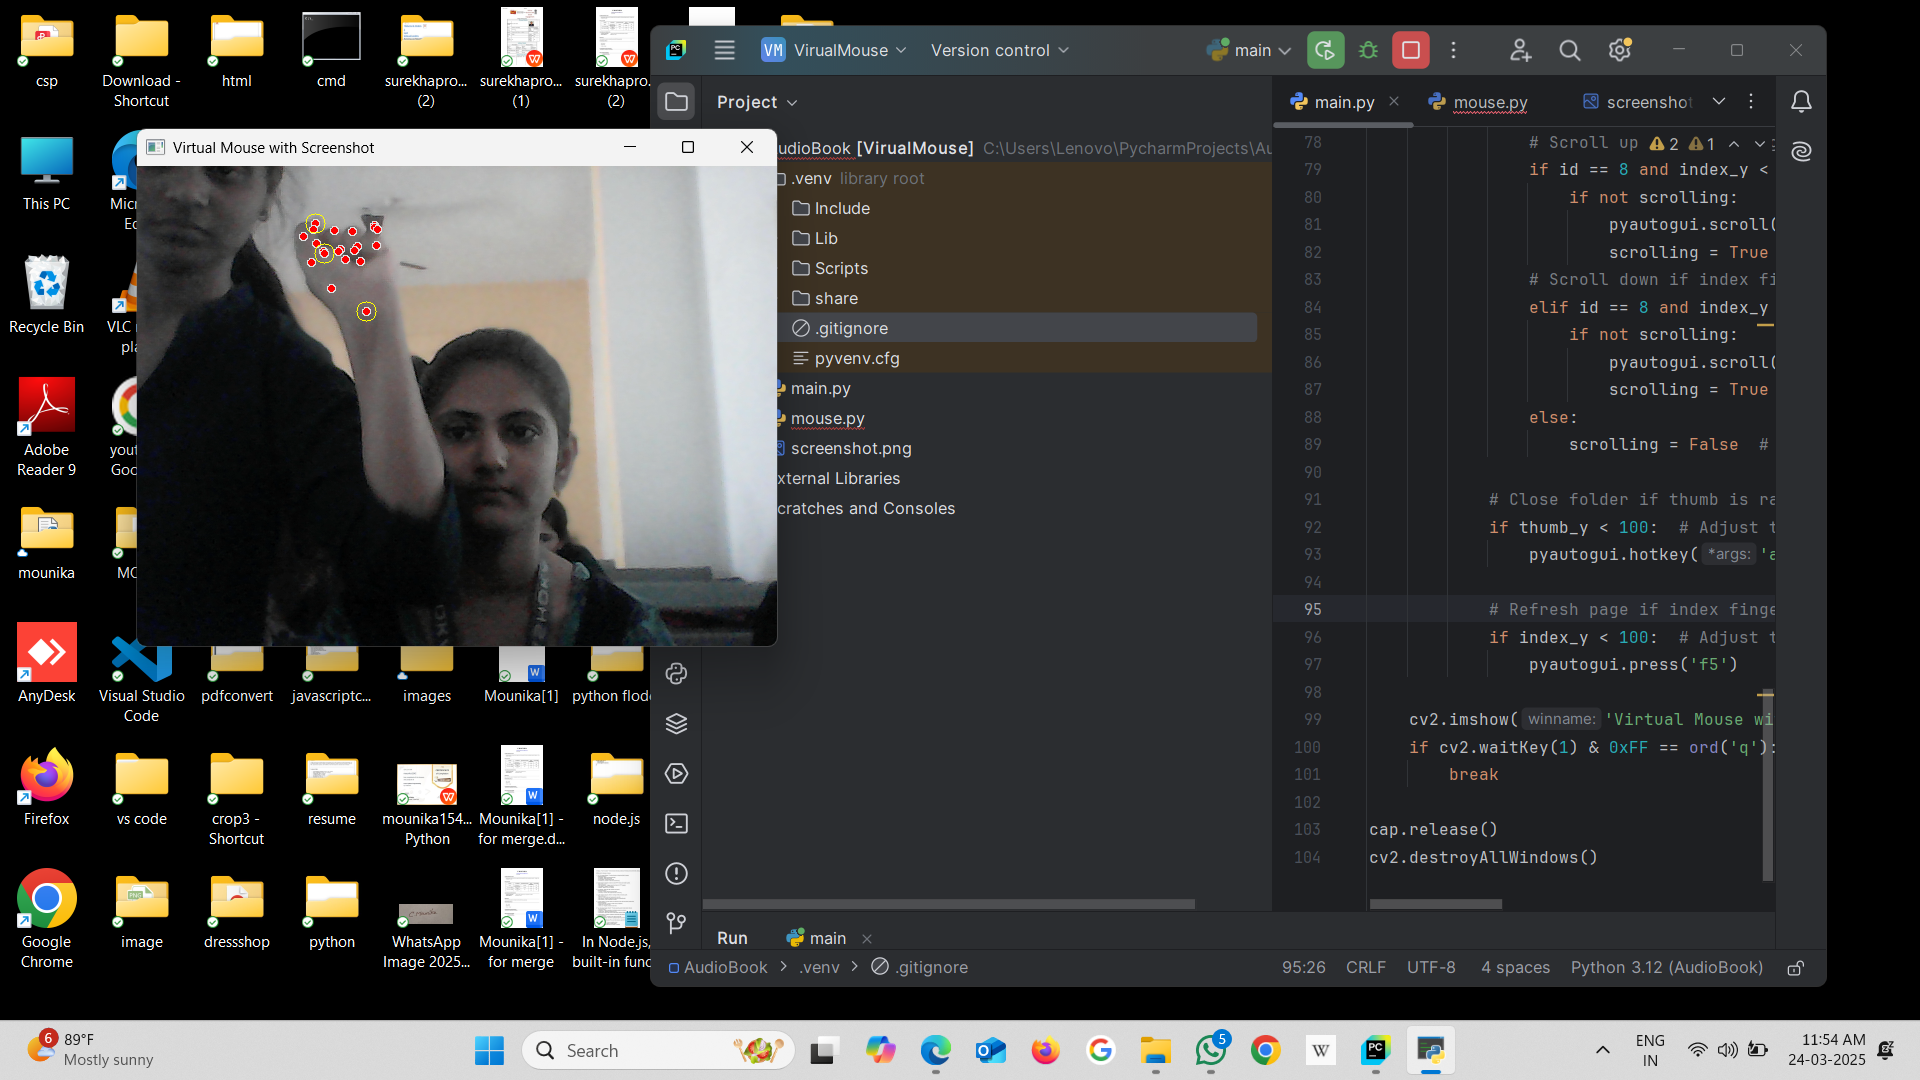 csp
Download -
Shortcut
html
cmd
surekhapro...
(2)
surekhapro...
(1)
surekhapro...
(2)
This PC
Recycle Bin
Adobe
Reader 9
mounika
AnyDesk
Visual Studio
Code
pdfconvert
javascriptc...
images
Mounika[1]
Firefox
vs code
crop3 -
Shortcut
resume
mounika154...
Python
Mounika[1] -
for merge.d...
node.js
Google
Chrome
image
dressshop
python
WhatsApp
Image 2025...
Mounika[1] -
for merge
In Node.js,
built-in func
Virtual Mouse with Screenshot
VM VirualMouse
Version control
main
Project
main.py
mouse.py
screenshot
udioBook [VirualMouse] C:\Users\Lenovo\PycharmProjects\Au
.venv library root
Include
Lib
Scripts
share
.gitignore
pyvenv.cfg
main.py
mouse.py
screenshot.png
xternal Libraries
cratches and Consoles
2 1
78 # Scroll up
79 if id == 8 and index_y <
80 if not scrolling:
81 pyautogui.scroll(
82 scrolling = True
83 # Scroll down if index fi
84 elif id == 8 and index_y
85 if not scrolling:
86 pyautogui.scroll(
87 scrolling = True
88 else:
89 scrolling = False #
90
91 # Close folder if thumb is ra
92 if thumb_y < 100: # Adjust t
93 pyautogui.hotkey( *args: 'a
94
95 # Refresh page if index finge
96 if index_y < 100: # Adjust t
97 pyautogui.press('f5')
98
99 cv2.imshow( winname: 'Virtual Mouse wi
100 if cv2.waitKey(1) & 0xFF == ord('q'):
101 break
102
103 cap.release()
104 cv2.destroyAllWindows()
Run main
AudioBook > .venv > .gitignore
95:26 CRLF UTF-8 4 spaces Python 3.12 (AudioBook)
6
89°F
Mostly sunny
Search
5
ENG
IN
11:54 AM
24-03-2025